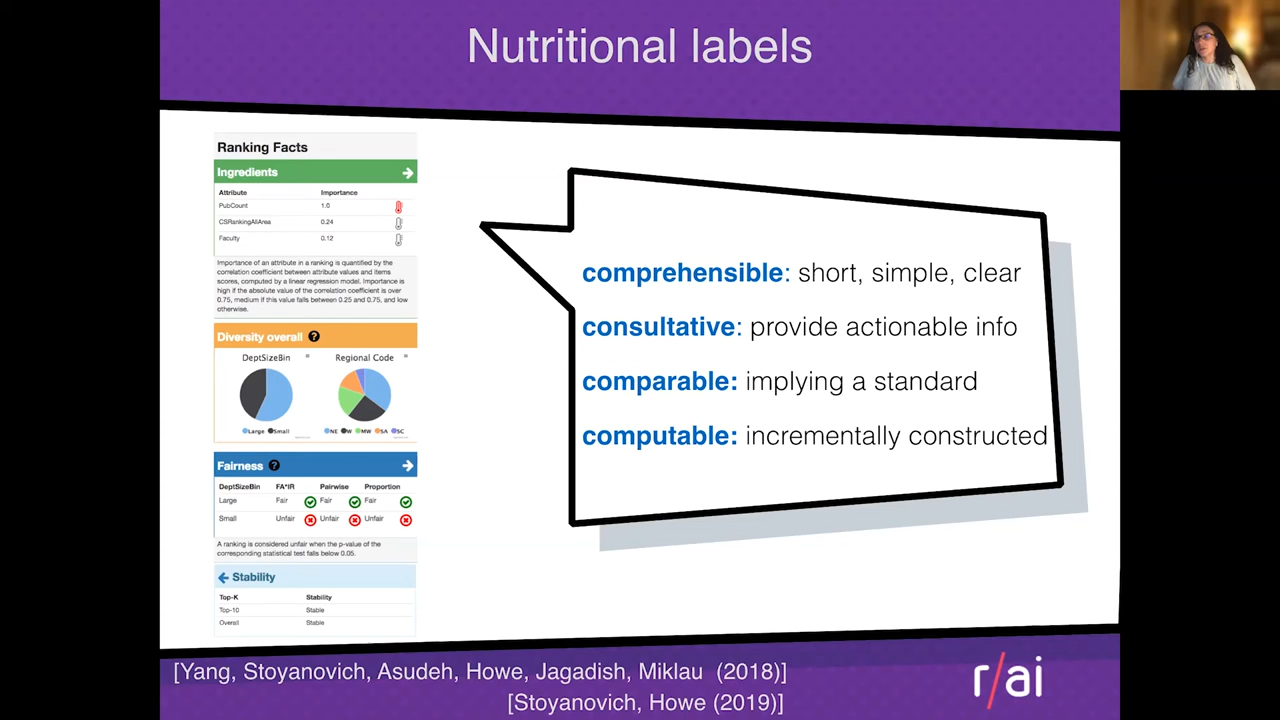 Nutritional labels
Ranking Facts
Ingredients
Attribute Importance
PubCount 1.0
CSRankingAllArea 0.24
Faculty 0.12
Importance of an attribute in a ranking is quantified by the
correlation coefficient between attribute values and items
scores, computed by a linear regression model. Importance is
high if the absolute value of the correlation coefficient is over
0.75, medium if this value falls between 0.25 and 0.75, and low
otherwise.
Diversity overall ?
DeptSizeBin Regional Code
Large Small NE W MW SA SC
Fairness ?
DeptSizeBin FA*IR Pairwise Proportion
Large Fair Fair Fair
Small Unfair Unfair Unfair
A ranking is considered unfair when the p-value of the
corresponding statistical test falls below 0.05.
Stability
Top-K Stability
Top-10 Stable
Overall Stable
comprehensible: short, simple, clear
consultative: provide actionable info
comparable: implying a standard
computable: incrementally constructed
[Yang, Stoyanovich, Asudeh, Howe, Jagadish, Miklau (2018)]
[Stoyanovich, Howe (2019)]
r/ai